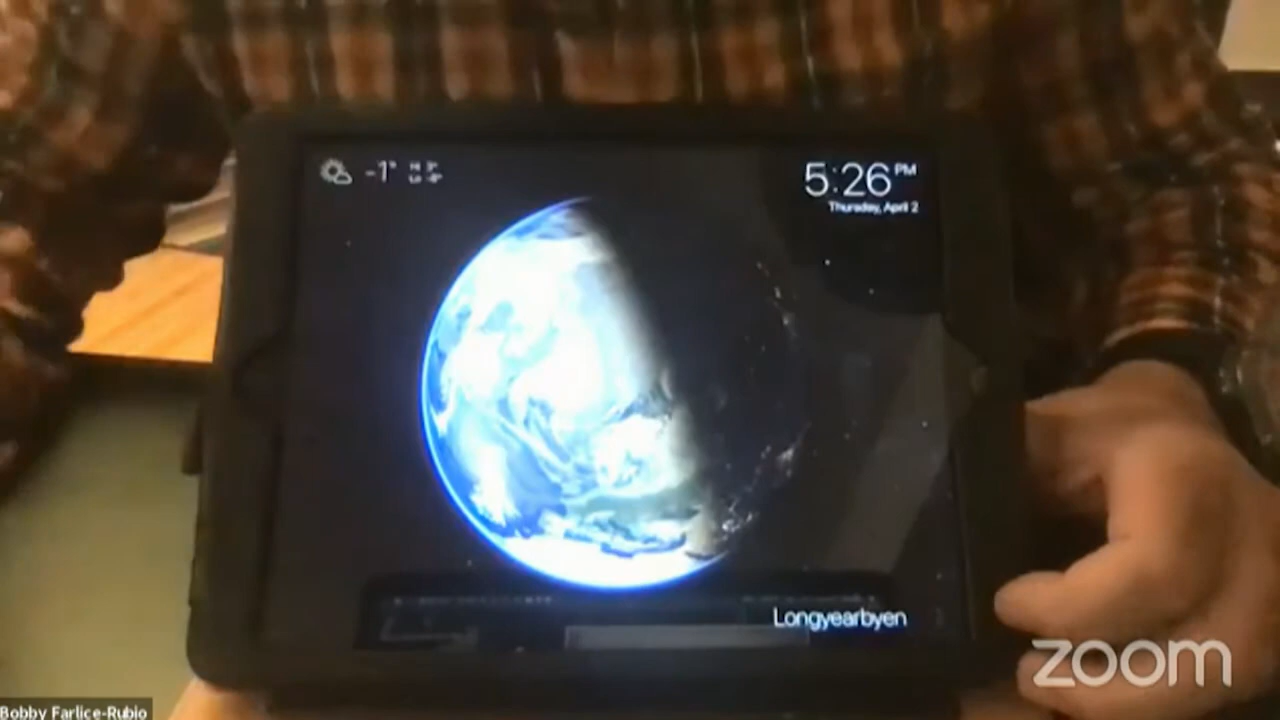 -1°
5:26 PM
Thursday, April 2
Longyearbyen
zoom
Bobby Farlice-Rubio